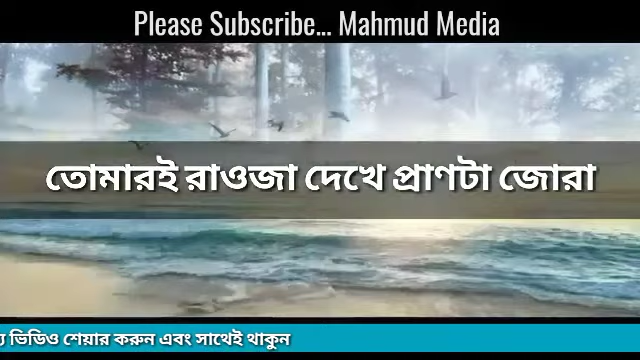 Please Subscribe... Mahmud Media
তোমারই রাওজা দেখে প্রাণটা জোরা
ভিডিও শেয়ার করুন এবং সাথেই থাকুন